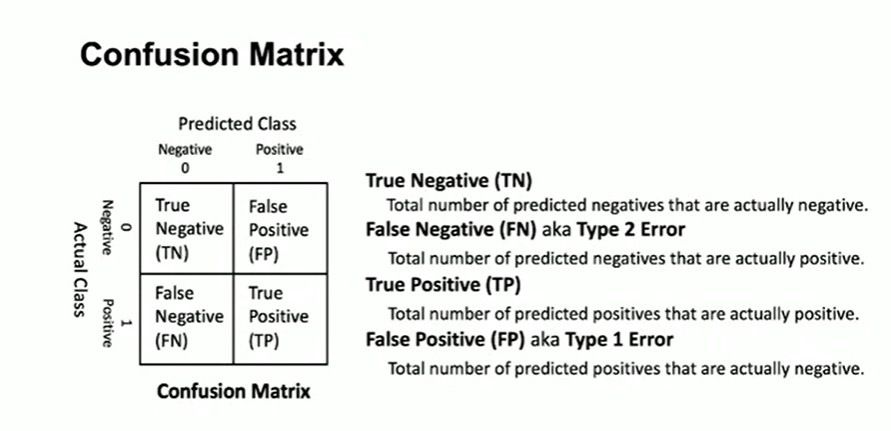 Confusion Matrix
Predicted Class
Negative Positive
0 1
Actual Class
Negative 0
Positive 1
True Negative (TN)
False Positive (FP)
False Negative (FN)
True Positive (TP)
Confusion Matrix
True Negative (TN)
Total number of predicted negatives that are actually negative.
False Negative (FN) aka Type 2 Error
Total number of predicted negatives that are actually positive.
True Positive (TP)
Total number of predicted positives that are actually positive.
False Positive (FP) aka Type 1 Error
Total number of predicted positives that are actually negative.